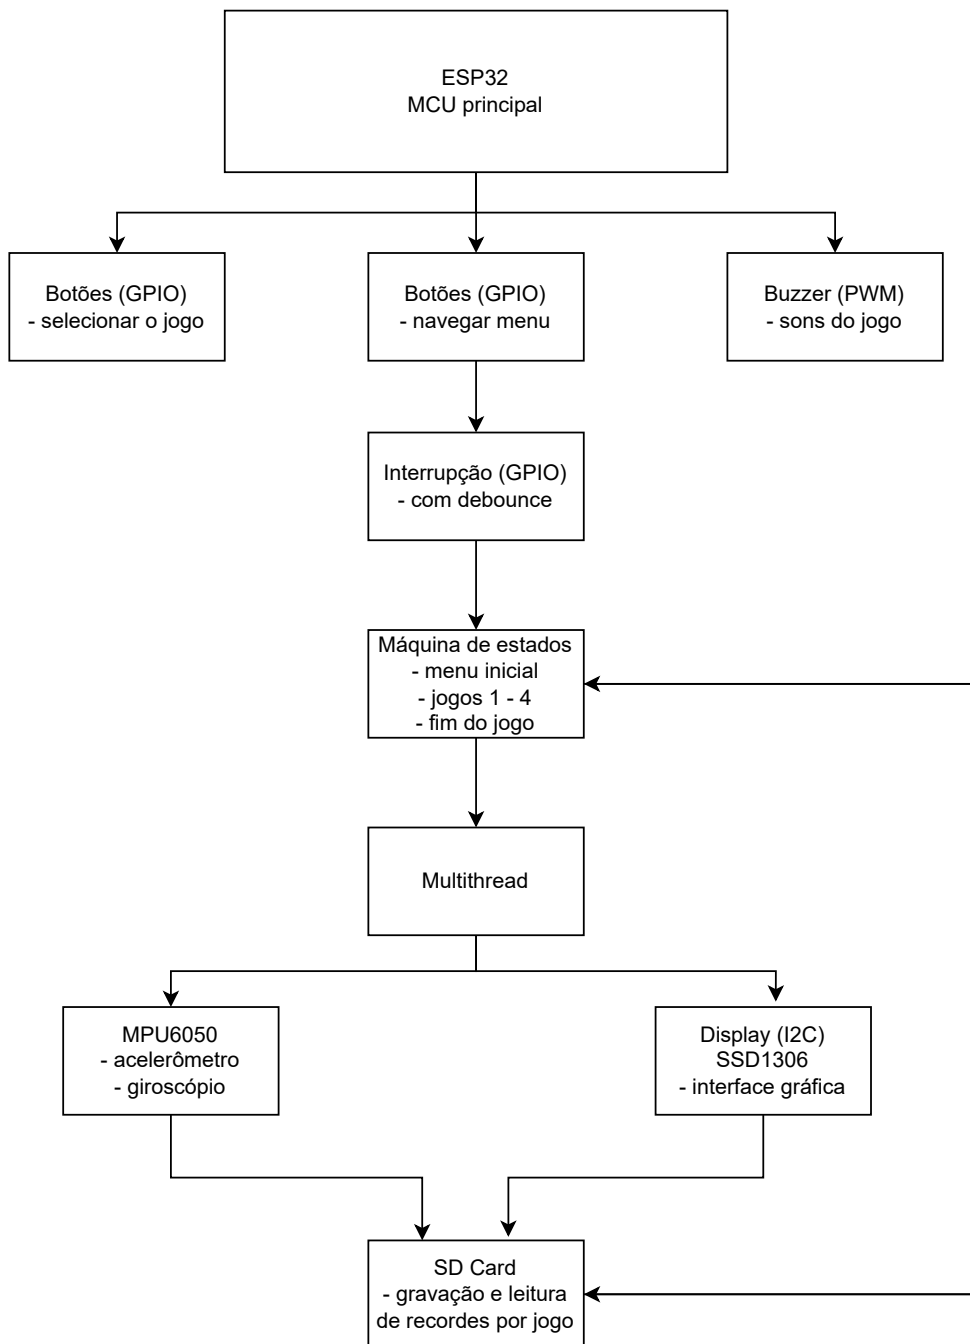 ESP32
MCU principal
Botões (GPIO)
- selecionar o jogo
Botões (GPIO)
- navegar menu
Buzzer (PWM)
- sons do jogo
Interrupção (GPIO)
- com debounce
Máquina de estados
- menu inicial
- jogos 1 - 4
- fim do jogo
Multithread
MPU6050
- acelerômetro
- giroscópio
Display (I2C)
SSD1306
- interface gráfica
SD Card
- gravação e leitura
de recordes por jogo